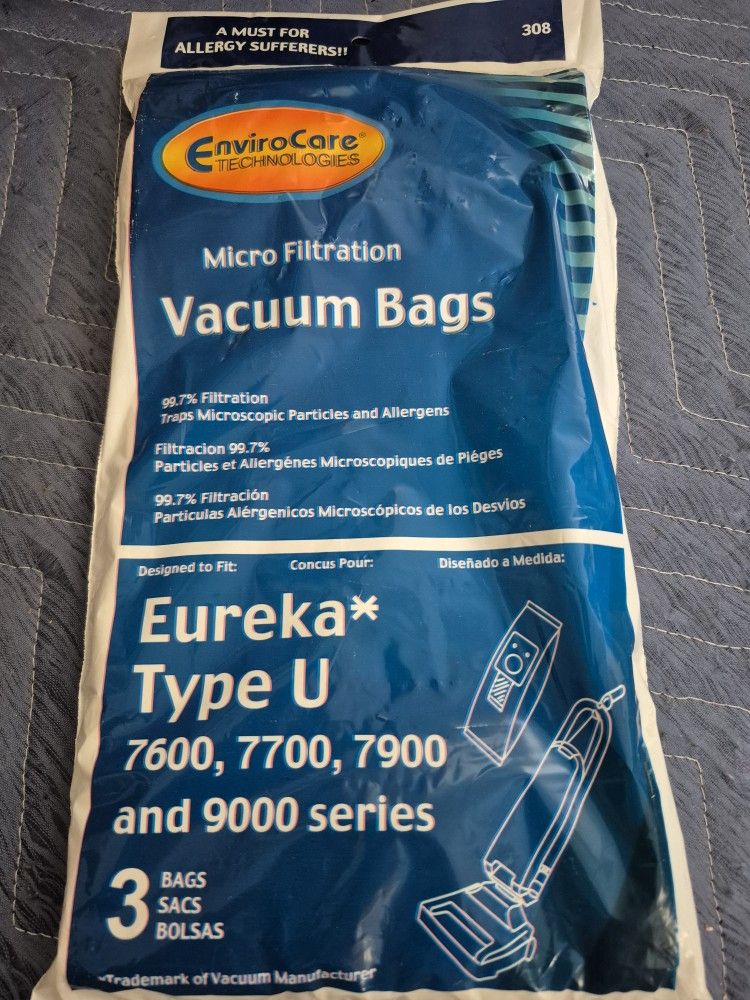 A MUST FOR
ALLERGY SUFFERERS!!
308
EnviroCare®
TECHNOLOGIES
Micro Filtration
Vacuum Bags
99.7% Filtration
Traps Microscopic Particles and Allergens
Filtracion 99.7%
Particles et Allergénes Microscopiques de Piéges
99.7% Filtración
Particulas Alérgenicos Microscópicos de los Desvios
Designed to Fit: Concus Pour: Diseñado a Medida:
Eureka*
Type U
7600, 7700, 7900
and 9000 series
3 BAGS
SACS
BOLSAS
*Trademark of Vacuum Manufacturer